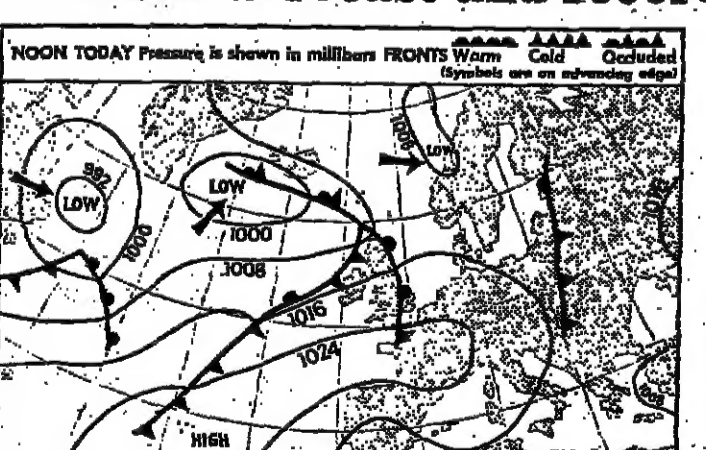 NOON TODAY Pressure is shown in millibars FRONTS Warm Cold Occluded
(Symbols are on advancing edge)
1008
LOW
992
LOW
LOW
1000
1000
1008
1016
1024
HIGH